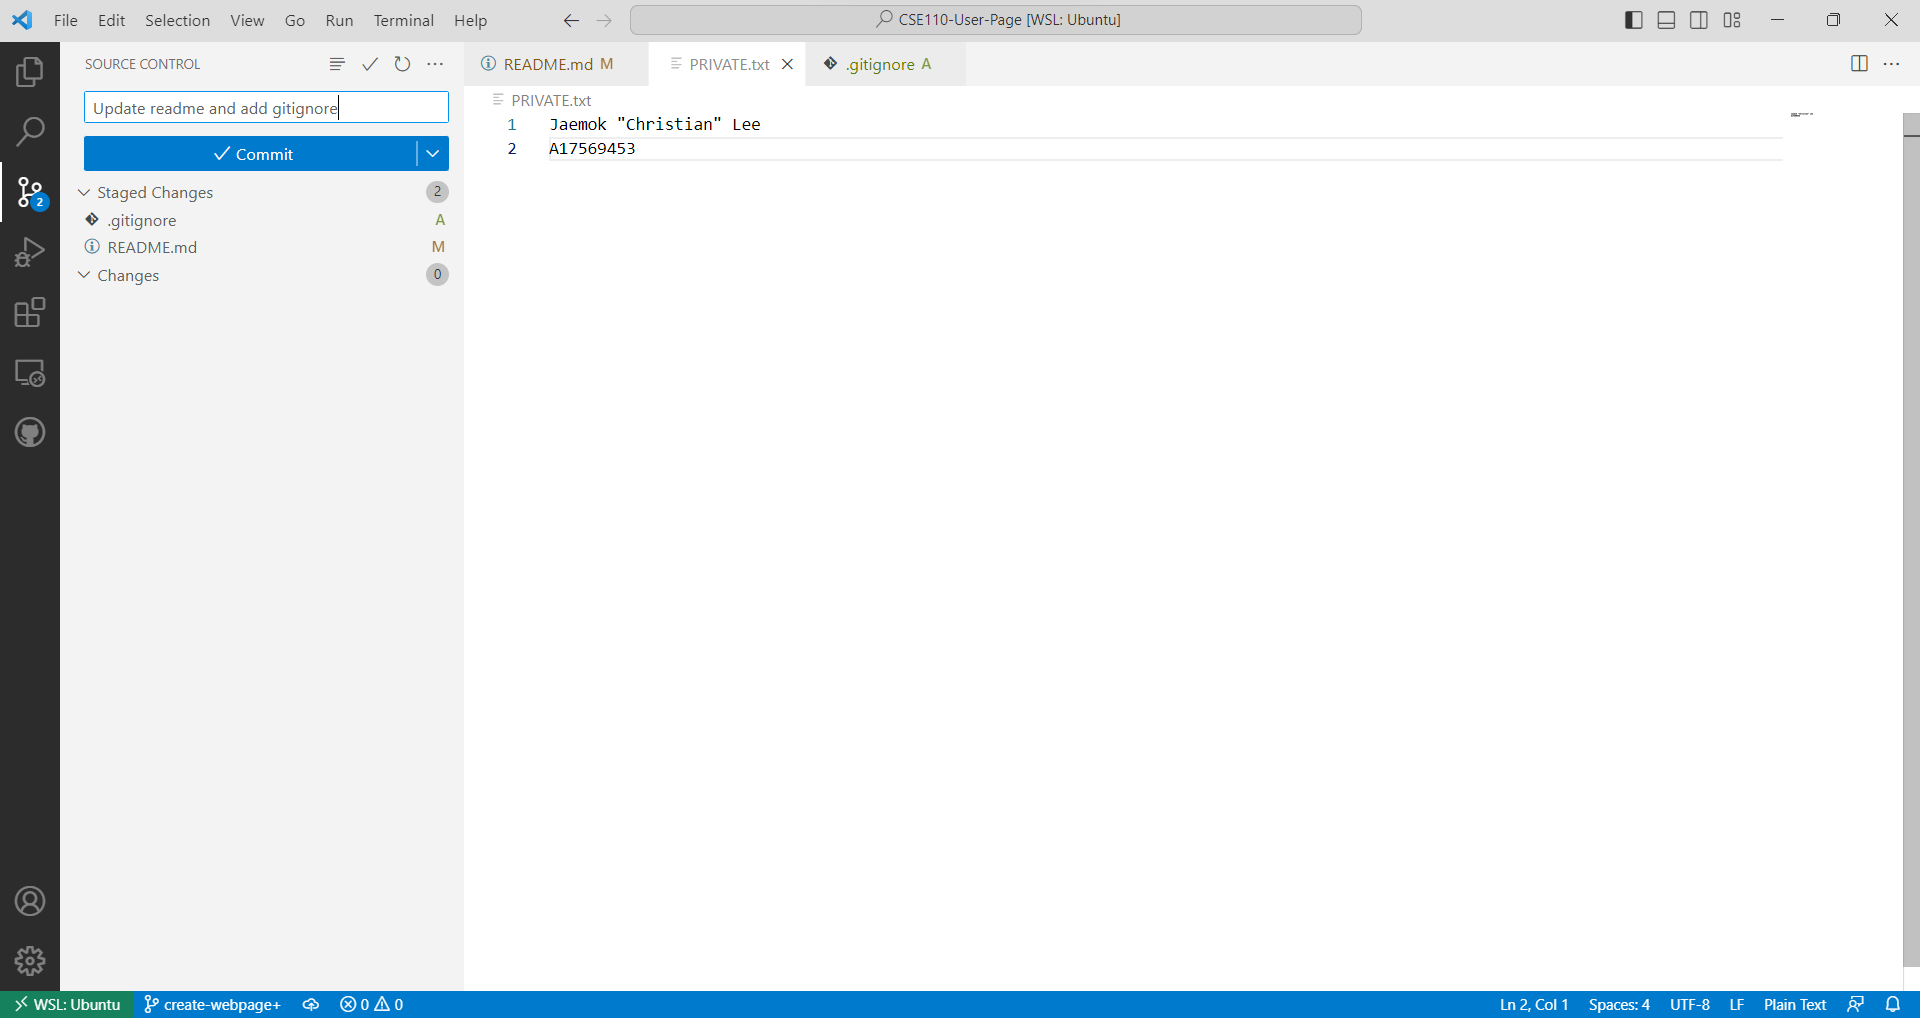 File Edit Selection View Go Run Terminal Help
CSE110-User-Page [WSL: Ubuntu]
SOURCE CONTROL
Update readme and add gitignore
Commit
Staged Changes 2
.gitignore A
README.md M
Changes 0
2
README.md M
PRIVATE.txt
.gitignore A
PRIVATE.txt
1 Jaemok "Christian" Lee
2 A17569453
WSL: Ubuntu
create-webpage+
0 0
Ln 2, Col 1 Spaces: 4 UTF-8 LF Plain Text